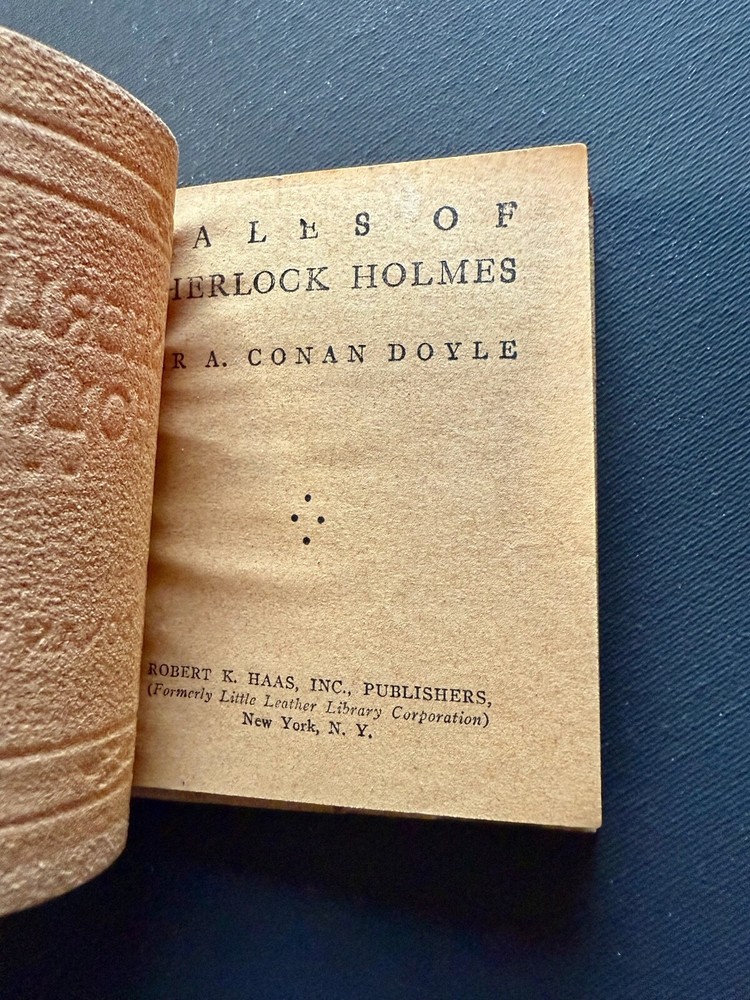 ALES OF
HERLOCK HOLMES
R A. CONAN DOYLE
ROBERT K. HAAS, INC., PUBLISHERS,
(Formerly Little Leather Library Corporation)
New York, N. Y.